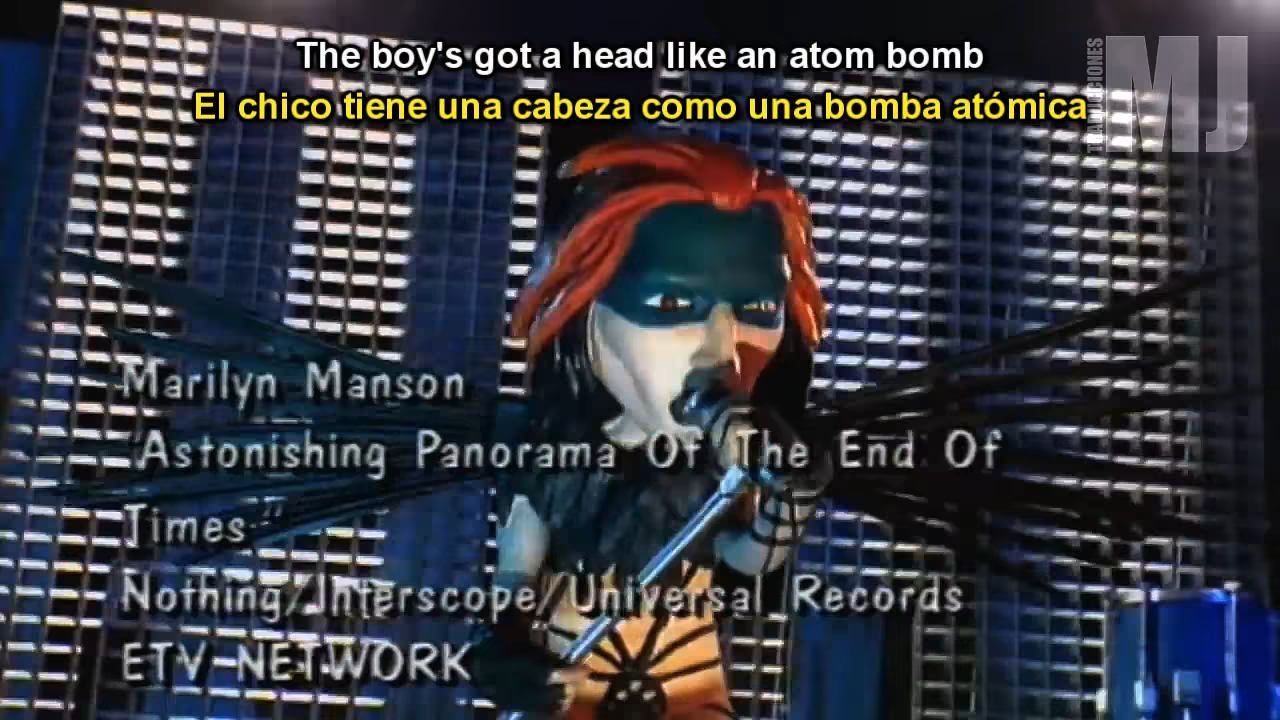 The boy's got a head like an atom bomb
El chico tiene una cabeza como una bomba atómica
TRADUCCIONES MJ
Marilyn Manson
"Astonishing Panorama Of The End Of
Times"
Nothing/Interscope/Universal Records
ETV-NETWORK